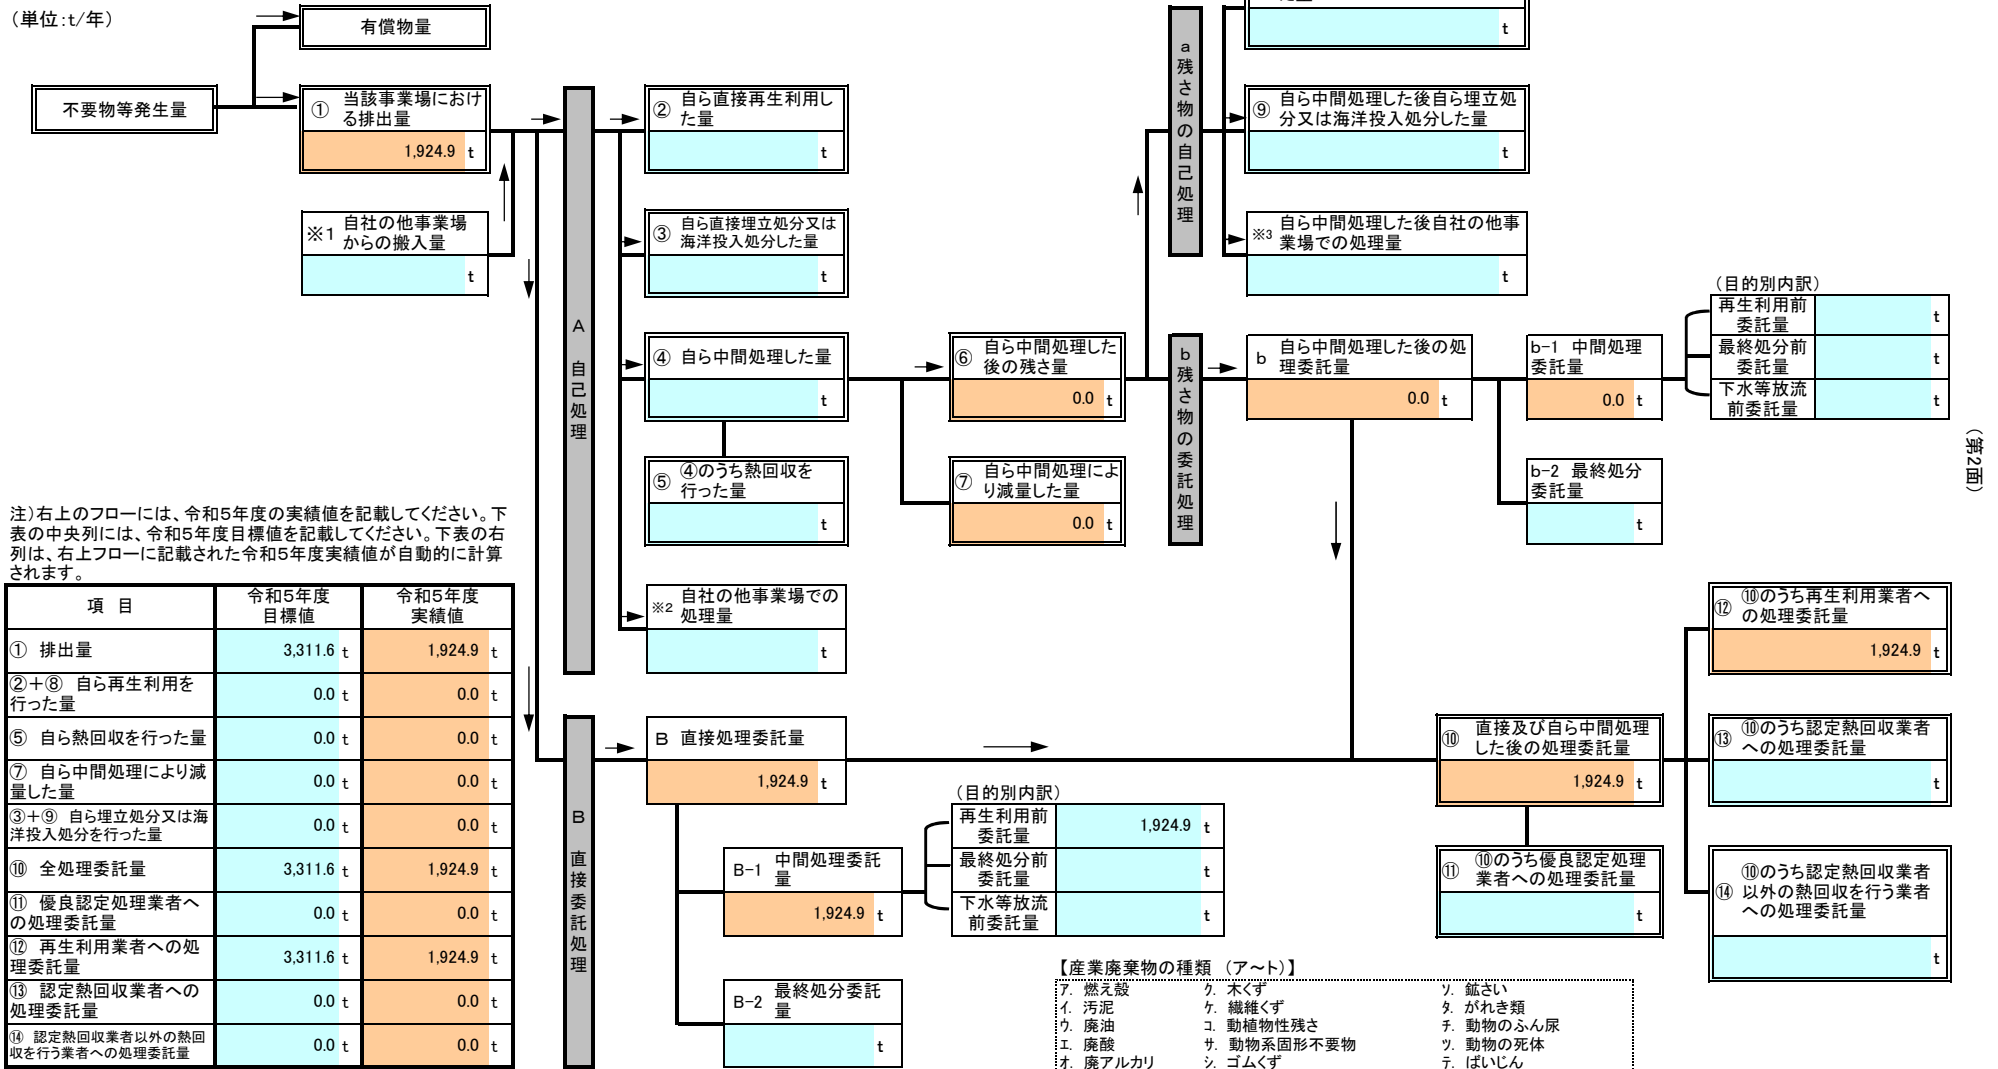 (単位:t/年)
有償物量
不要物等発生量
① 当該事業場におけ
る排出量
1,924.9 t
※1 自社の他事業場
からの搬入量
t
A 自己処理
② 自ら直接再生利用し
た量
t
③ 自ら直接埋立処分又は
海洋投入処分した量
t
④ 自ら中間処理した量
t
⑤ ④のうち熱回収を
行った量
t
※2 自社の他事業場での
処理量
t
⑥ 自ら中間処理した
後の残さ量
0.0 t
⑦ 自ら中間処理によ
り減量した量
0.0 t
a 残さ物の自己処理
t
⑨ 自ら中間処理した後自ら埋立処
分又は海洋投入処分した量
t
※3 自ら中間処理した後自社の他事
業場での処理量
t
b 残さ物の委託処理
b 自ら中間処理した後の処
理委託量
0.0 t
b-1 中間処理
委託量
0.0 t
(目的別内訳)
再生利用前
委託量
t
最終処分前
委託量
t
下水等放流
前委託量
t
b-2 最終処分
委託量
t
(第2面)
注)右上のフローには、令和5年度の実績値を記載してください。下
表の中央列には、令和5年度目標値を記載してください。下表の右
列は、右上フローに記載された令和5年度実績値が自動的に計算
されます。
項 目
令和5年度
目標値
令和5年度
実績値
① 排出量 3,311.6 t 1,924.9 t
②+⑧ 自ら再生利用を
行った量 0.0 t 0.0 t
⑤ 自ら熱回収を行った量 0.0 t 0.0 t
⑦ 自ら中間処理により減
量した量 0.0 t 0.0 t
③+⑨ 自ら埋立処分又は海
洋投入処分を行った量 0.0 t 0.0 t
⑩ 全処理委託量 3,311.6 t 1,924.9 t
⑪ 優良認定処理業者へ
の処理委託量 0.0 t 0.0 t
⑫ 再生利用業者への処
理委託量 3,311.6 t 1,924.9 t
⑬ 認定熱回収業者への
処理委託量 0.0 t 0.0 t
⑭ 認定熱回収業者以外の熱回
収を行う業者への処理委託量 0.0 t 0.0 t
B 直接委託処理
B 直接処理委託量
1,924.9 t
B-1 中間処理委託
量
1,924.9 t
B-2 最終処分委託
量
t
(目的別内訳)
再生利用前
委託量
1,924.9 t
最終処分前
委託量
t
下水等放流
前委託量
t
⑩ 直接及び自ら中間処理
した後の処理委託量
1,924.9 t
⑪ ⑩のうち優良認定処理
業者への処理委託量
t
⑫ ⑩のうち再生利用業者へ
の処理委託量
1,924.9 t
⑬ ⑩のうち認定熱回収業者
への処理委託量
t
⑭ ⑩のうち認定熱回収業者
以外の熱回収を行う業者
への処理委託量
t
【産業廃棄物の種類 (ア~ト)】
ア. 燃え殻 ク. 木くず ソ. 鉱さい
イ. 汚泥 ケ. 繊維くず タ. がれき類
ウ. 廃油 コ. 動植物性残さ チ. 動物のふん尿
エ. 廃酸 サ. 動物系固形不要物 ツ. 動物の死体
オ. 廃アルカリ シ. ゴムくず テ. ばいじん